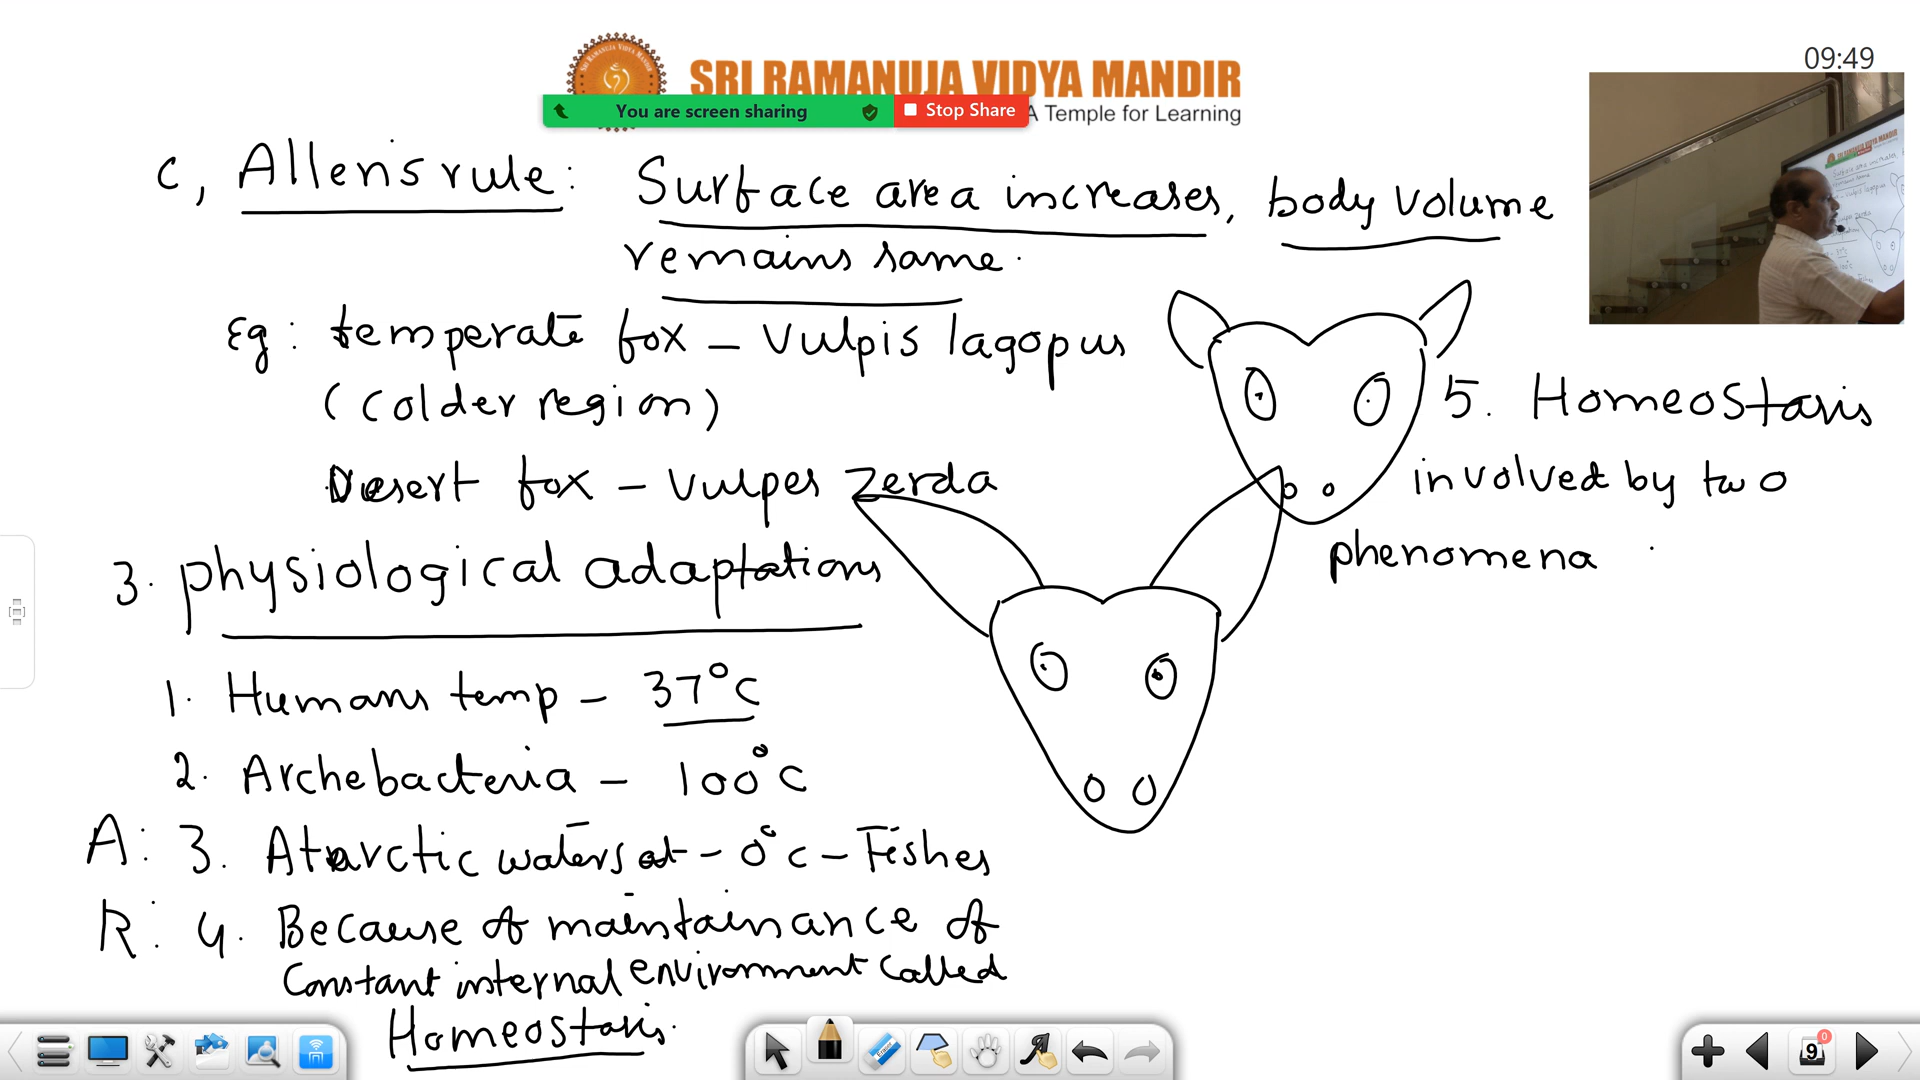 SRI RAMANUJA VIDYA MANDIR
A Temple for Learning
You are screen sharing
Stop Share
09:49
c, Allen's rule: Surface area increases, body volume
remains same.
Eg: temperate fox - Vulpis lagopus
(Colder region)
Desert fox - Vulpes Zerda
3. physiological adaptations
1. Humans temp - 37°C
2. Archebacteria - 100°C
A: 3. Atarctic waters at - 0°C - Fishes
R: 4. Because of maintainance of
Constant internal environment Called
Homeostasis.
5. Homeostasis
involved by two
phenomena
9
0